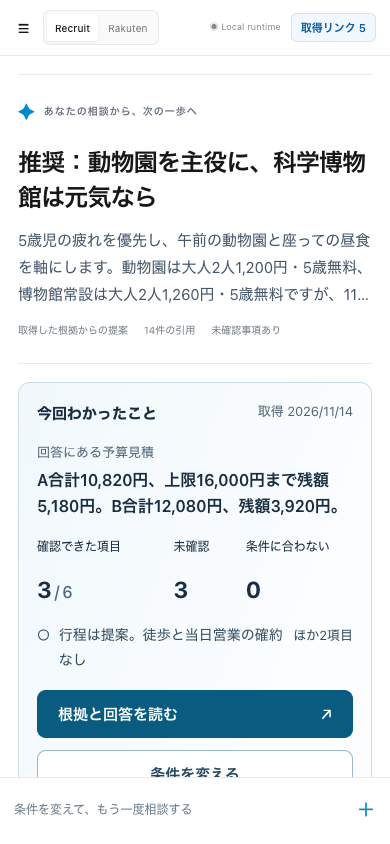 Recruit Rakuten Local runtime 取得リンク 5
あなたの相談から、次の一歩へ
推奨：動物園を主役に、科学博物
館は元気なら
5歳児の疲れを優先し、午前の動物園と座っての昼食
を軸にします。動物園は大人2人1,200円・5歳無料、
博物館常設は大人2人1,260円・5歳無料ですが、11...
取得した根拠からの提案 14件の引用 未確認事項あり
今回わかったこと 取得 2026/11/14
回答にある予算見積
A合計10,820円、上限16,000円まで残額
5,180円。B合計12,080円、残額3,920円。
確認できた項目 未確認 条件に合わない
3/6 3 0
行程は提案。徒歩と当日営業の確約 ほか2項目
なし
根拠と回答を読む
条件を変える
条件を変えて、もう一度相談する